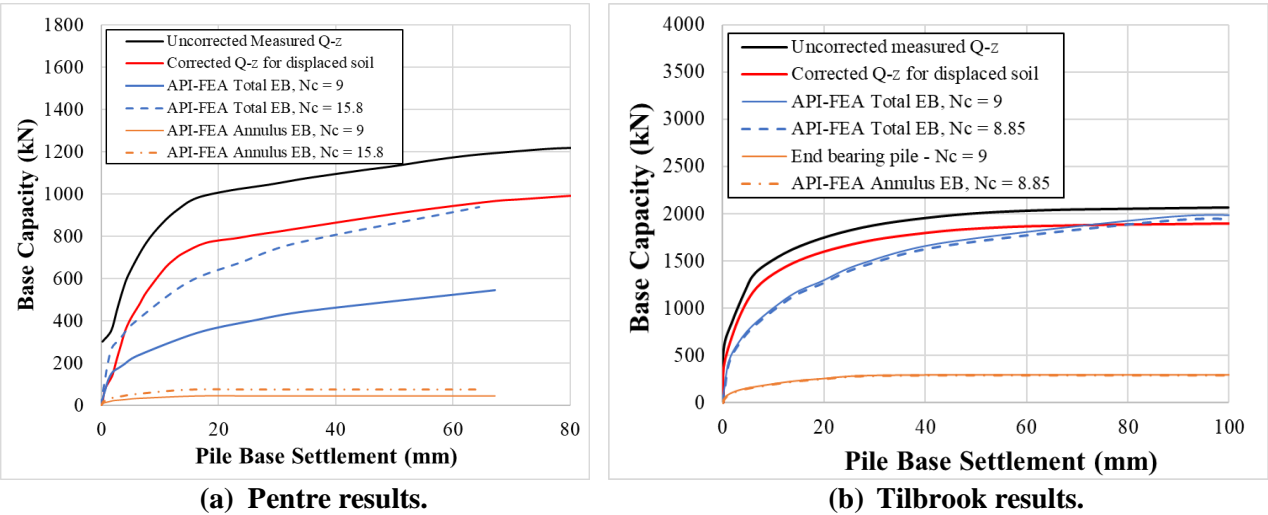 1800
1600
1400
1200
1000
800
600
400
200
0
Base Capacity (kN)
Uncorrected Measured Q-z
Corrected Q-z for displaced soil
API-FEA Total EB, Nc = 9
API-FEA Total EB, Nc = 15.8
API-FEA Annulus EB, Nc = 9
API-FEA Annulus EB, Nc = 15.8
0 20 40 60 80
Pile Base Settlement (mm)
(a) Pentre results.
4000
3500
3000
2500
2000
1500
1000
500
0
Base Capacity (kN)
Uncorrected measured Q-z
Corrected Q-z for displaced soil
API-FEA Total EB, Nc = 9
API-FEA Total EB, Nc = 8.85
End bearing pile - Nc = 9
API-FEA Annulus EB, Nc = 8.85
0 20 40 60 80 100
Pile Base Settlement (mm)
(b) Tilbrook results.